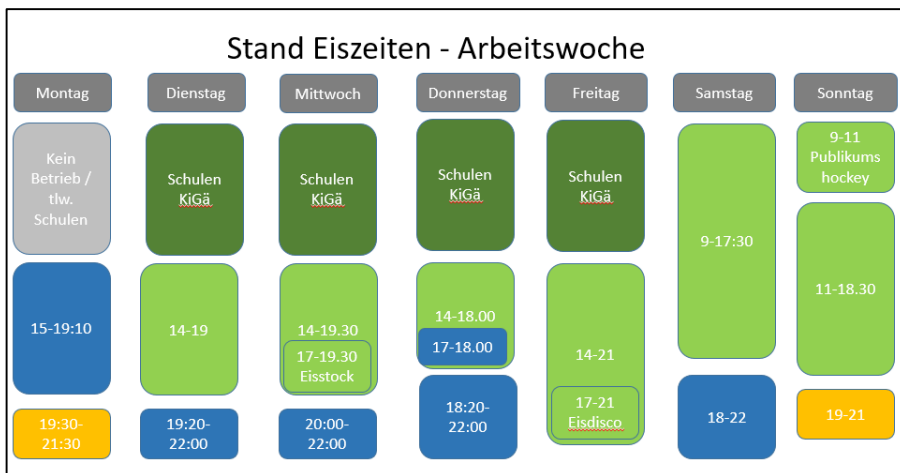 Stand Eiszeiten - Arbeitswoche
Montag
Dienstag
Mittwoch
Donnerstag
Freitag
Samstag
Sonntag
Kein
Betrieb /
tlw.
Schulen
15-19:10
19:30-
21:30
Schulen
KiGä
14-19
19:20-
22:00
Schulen
KiGä
14-19.30
17-19.30
Eisstock
20:00-
22:00
Schulen
KiGä
14-18.00
17-18.00
18:20-
22:00
Schulen
KiGä
14-21
17-21
Eisdisco
9-17:30
18-22
9-11
Publikums
hockey
11-18.30
19-21